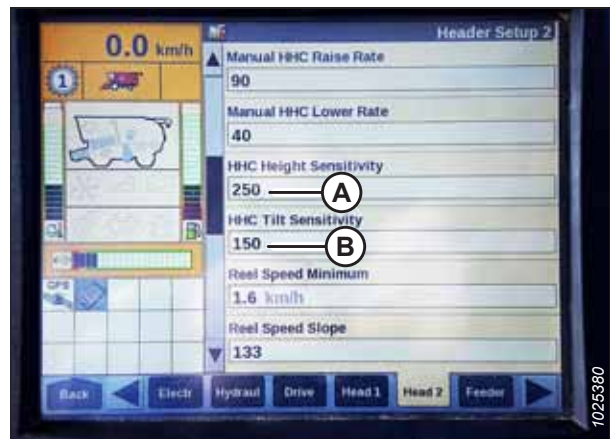 0.0 km/h
Header Setup 2
1
Manual HHC Raise Rate
90
Manual HHC Lower Rate
40
HHC Height Sensitivity
250
A
HHC Tilt Sensitivity
150
B
Reel Speed Minimum
1.6 km/h
Reel Speed Slope
133
GPS
Back Electr Hydraul Drive Head 1 Head 2 Feeder
1025380